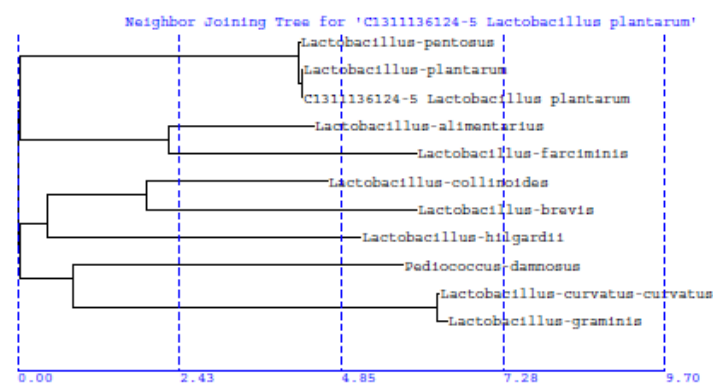 Neighbor Joining Tree for 'C1311136124-5 Lactobacillus plantarum'
Lactobacillus-pentosus
Lactobacillus-plantarum
C1311136124-5 Lactobacillus plantarum
Lactobacillus-alimentarius
Lactobacillus-farciminis
Lactobacillus-collinoides
Lactobacillus-brevis
Lactobacillus-hilgardii
Pediococcus-damnosus
Lactobacillus-curvatus-curvatus
Lactobacillus-graminis
0.00 2.43 4.85 7.28 9.70